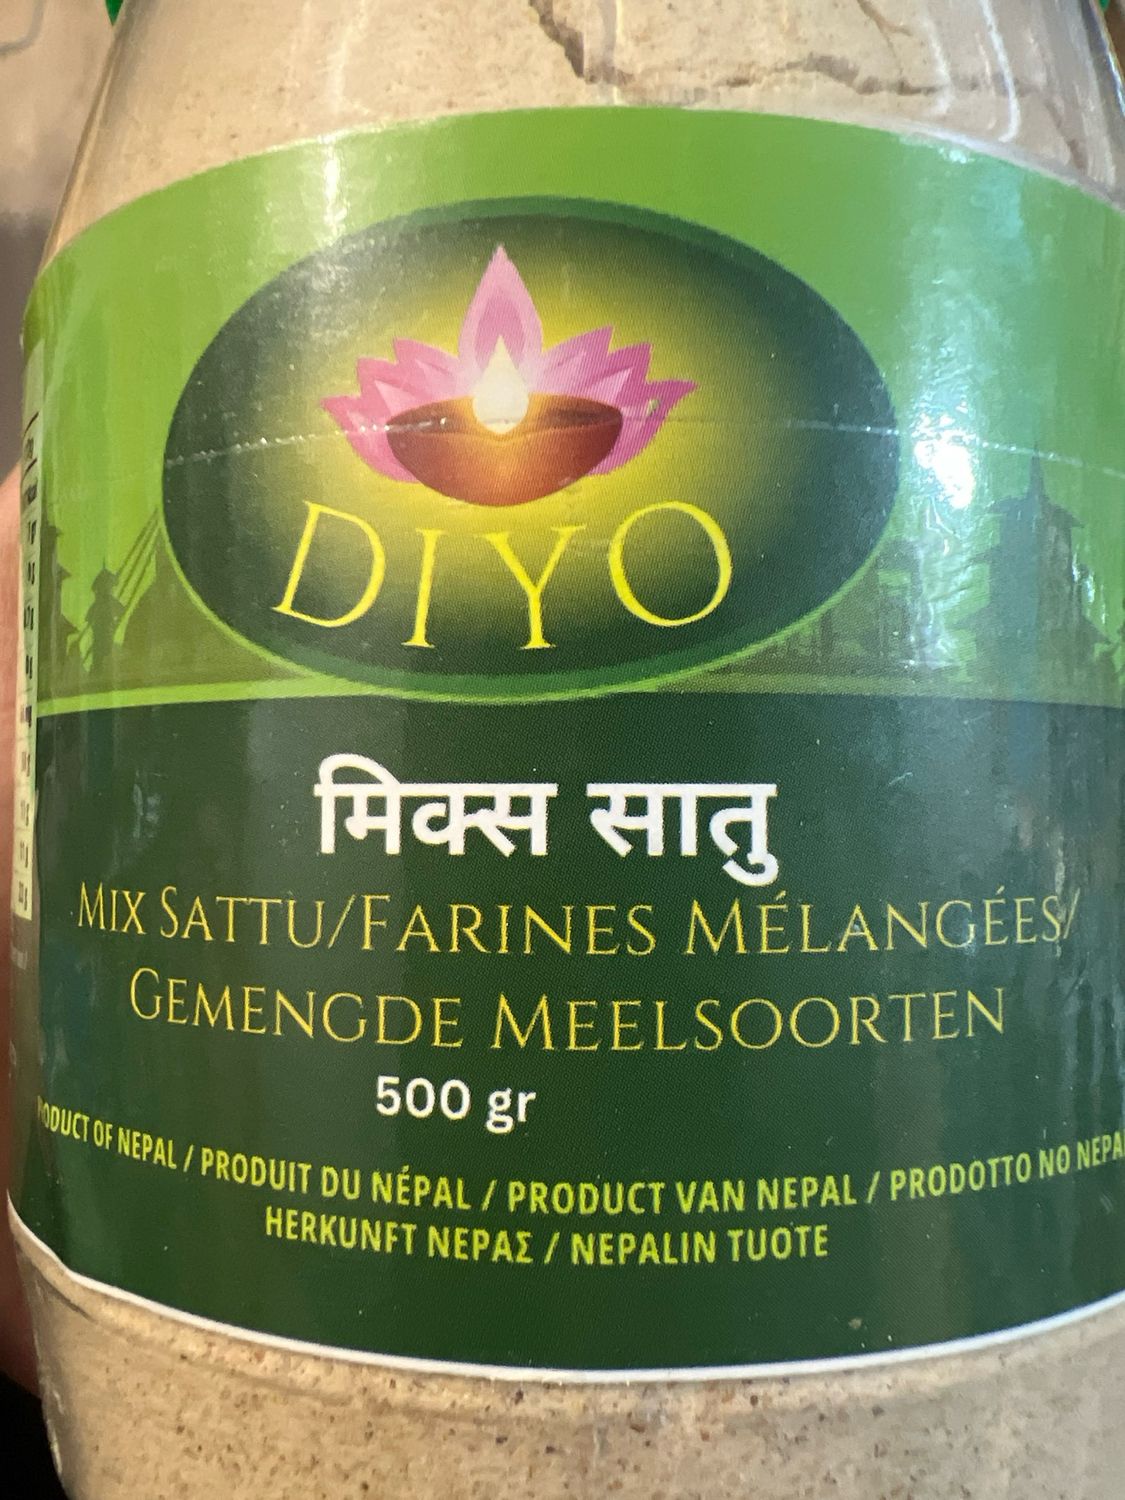 DIYO
मिक्स सातु
MIX SATTU/FARINES MÉLANGÉES/
GEMENGDE MEELSOORTEN
500 gr
PRODUCT OF NEPAL / PRODUIT DU NÉPAL / PRODUCT VAN NEPAL / PRODOTTO NO NEPA
HERKUNFT NEPAΣ / NEPALIN TUOTE